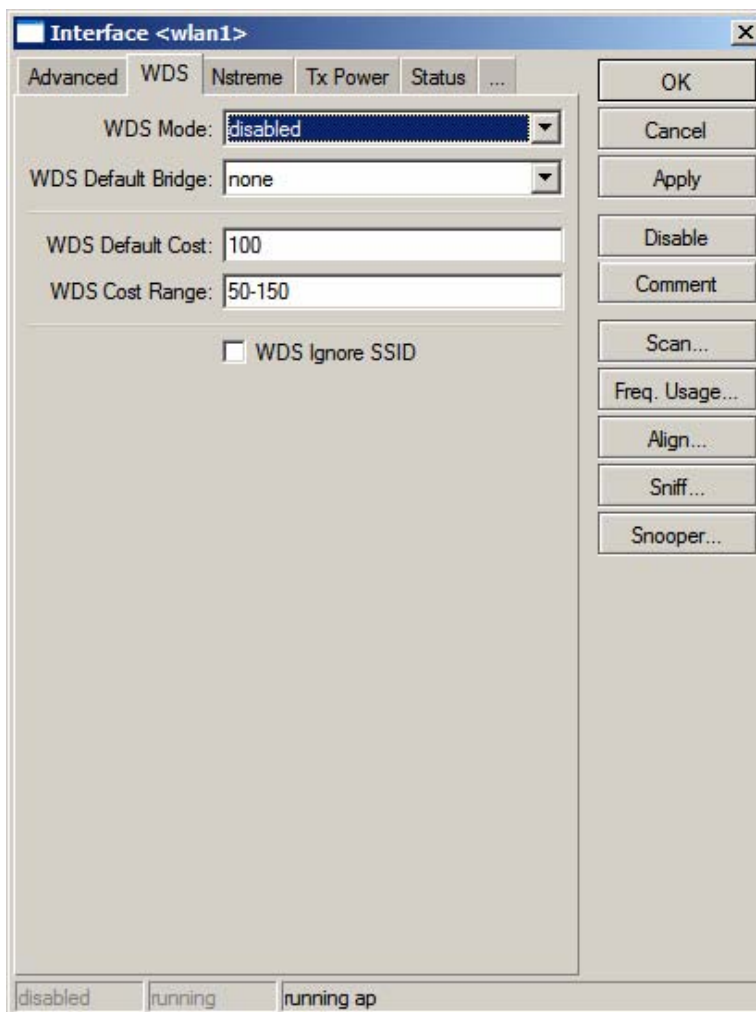 Interface <wlan1>
Advanced WDS Nstreme Tx Power Status ...
WDS Mode: disabled
WDS Default Bridge: none
WDS Default Cost: 100
WDS Cost Range: 50-150
WDS Ignore SSID
OK
Cancel
Apply
Disable
Comment
Scan...
Freq. Usage...
Align...
Sniff...
Snooper...
disabled running running ap